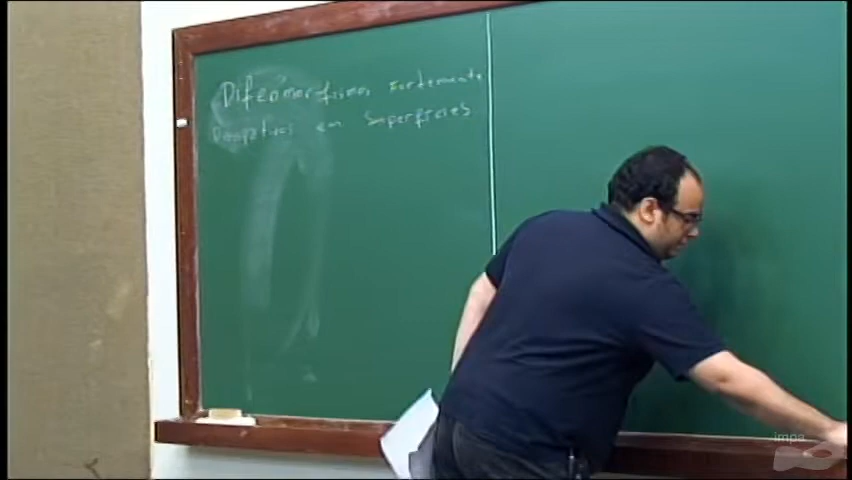 Difeomorfismos Fortemente
Dissipativos em Superfícies
impa